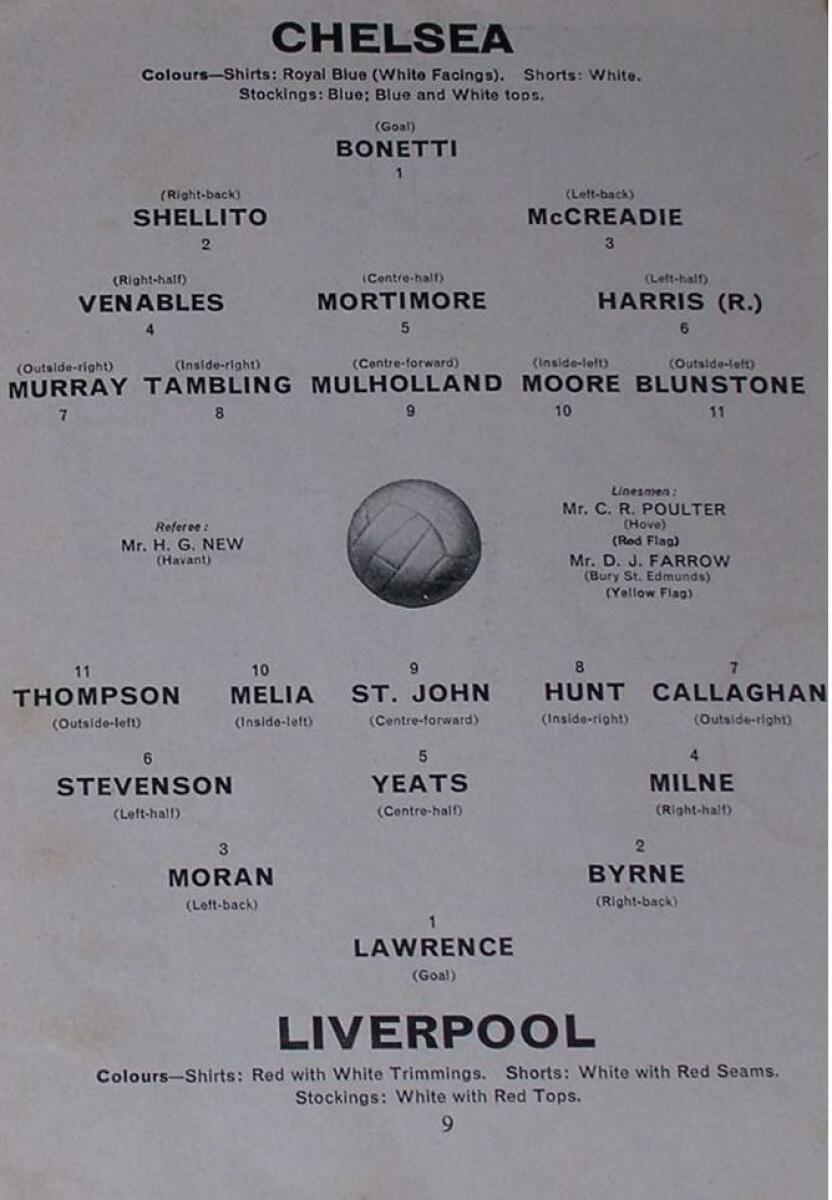 CHELSEA
Colours—Shirts: Royal Blue (White Facings). Shorts: White.
Stockings: Blue; Blue and White tops.
(Goal)
BONETTI
1
(Right-back) (Left-back)
SHELLITO McCREADIE
2 3
(Right-half) (Centre-half) (Left-half)
VENABLES MORTIMORE HARRIS (R.)
4 5 6
(Outside-right) (Inside-right) (Centre-forward) (Inside-left) (Outside-left)
MURRAY TAMBLING MULHOLLAND MOORE BLUNSTONE
7 8 9 10 11
Referee:
Mr. H. G. NEW
(Havant)
Linesmen:
Mr. C. R. POULTER
(Hove)
(Red Flag)
Mr. D. J. FARROW
(Bury St. Edmunds)
(Yellow Flag)
11 10 9 8 7
THOMPSON MELIA ST. JOHN HUNT CALLAGHAN
(Outside-left) (Inside-left) (Centre-forward) (Inside-right) (Outside-right)
6 5 4
STEVENSON YEATS MILNE
(Left-half) (Centre-half) (Right-half)
3 2
MORAN BYRNE
(Left-back) (Right-back)
1
LAWRENCE
(Goal)
LIVERPOOL
Colours—Shirts: Red with White Trimmings. Shorts: White with Red Seams.
Stockings: White with Red Tops.
9